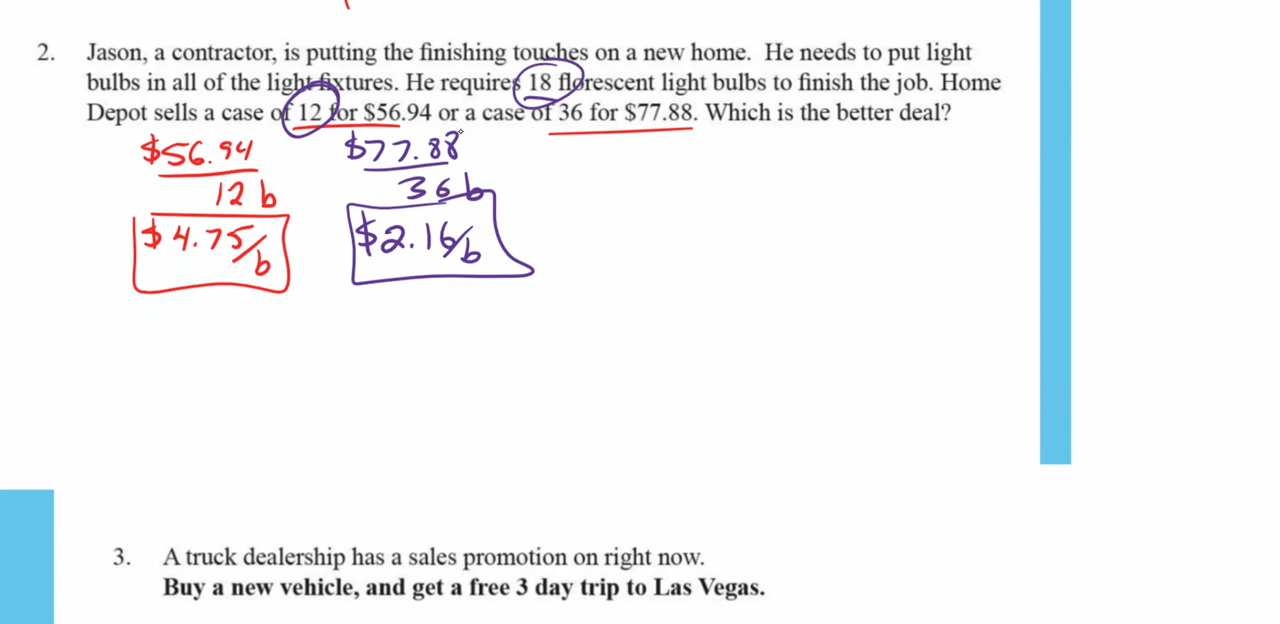 2. Jason, a contractor, is putting the finishing touches on a new home. He needs to put light
bulbs in all of the light fixtures. He requires 18 florescent light bulbs to finish the job. Home
Depot sells a case of 12 for $56.94 or a case of 36 for $77.88. Which is the better deal?
$56.94 $77.88
12 b 36 b
$4.75/b $2.16/b
3. A truck dealership has a sales promotion on right now.
Buy a new vehicle, and get a free 3 day trip to Las Vegas.